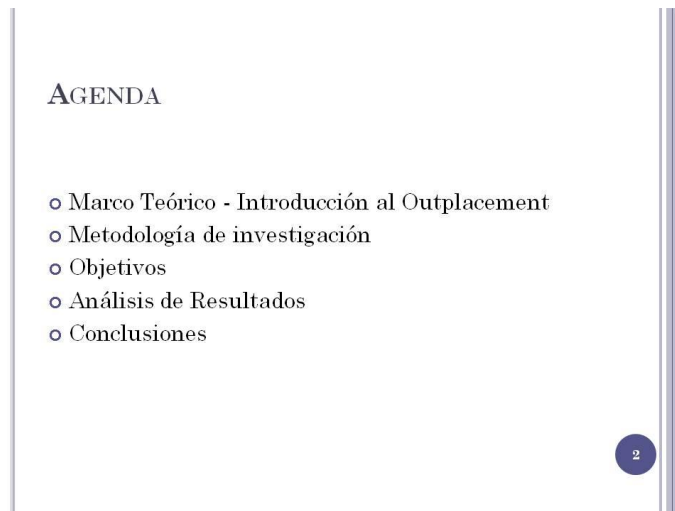 AGENDA
Marco Teórico - Introducción al Outplacement
Metodología de investigación
Objetivos
Análisis de Resultados
Conclusiones
2